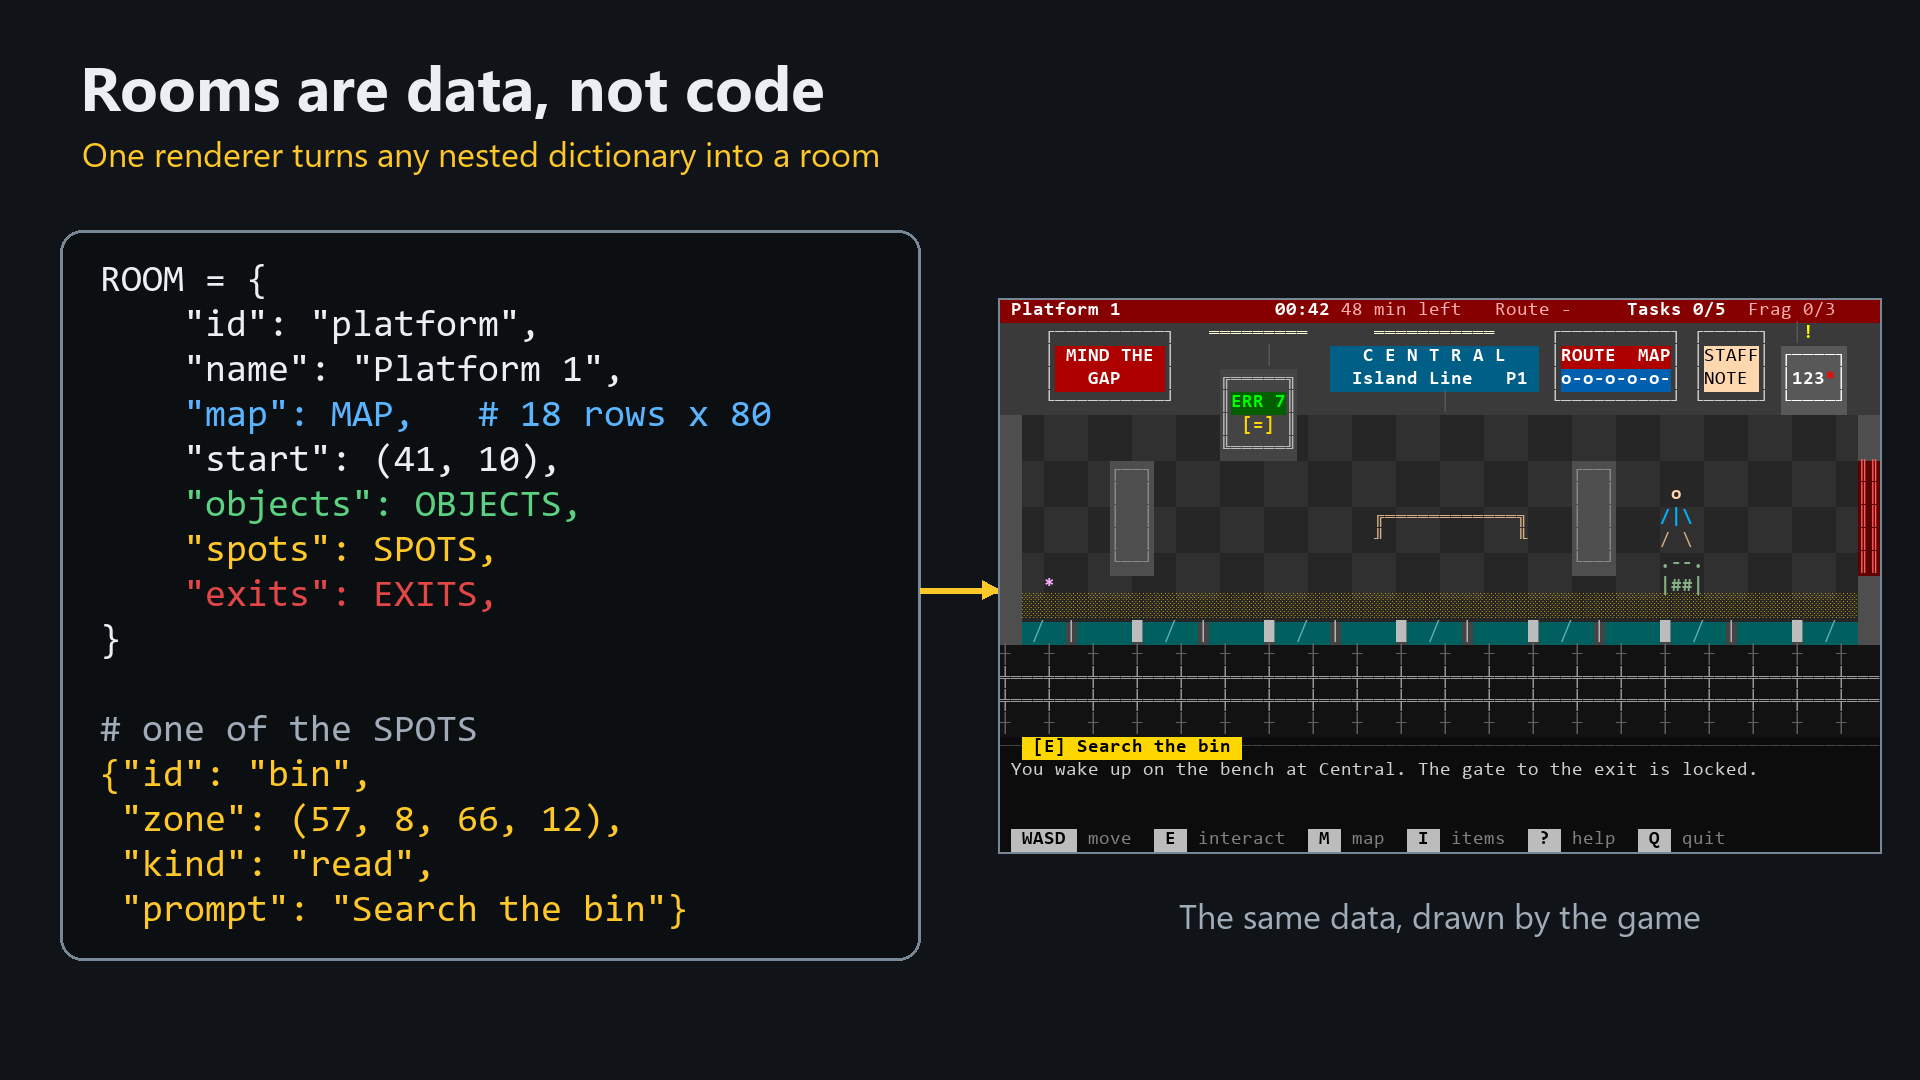 Rooms are data, not code
One renderer turns any nested dictionary into a room
ROOM = {
    "id": "platform",
    "name": "Platform 1",
    "map": MAP,   # 18 rows x 80
    "start": (41, 10),
    "objects": OBJECTS,
    "spots": SPOTS,
    "exits": EXITS,
}
# one of the SPOTS
{"id": "bin",
 "zone": (57, 8, 66, 12),
 "kind": "read",
 "prompt": "Search the bin"}
Platform 1 00:42 48 min left Route - Tasks 0/5 Frag 0/3
!
MIND THE
GAP
ERR 7
[=]
C E N T R A L
Island Line P1
ROUTE MAP
o-o-o-o-o-
STAFF
NOTE
123*
o
/|\
/ \
.--.
|##|
*
[E] Search the bin
You wake up on the bench at Central. The gate to the exit is locked.
WASD move E interact M map I items ? help Q quit
The same data, drawn by the game